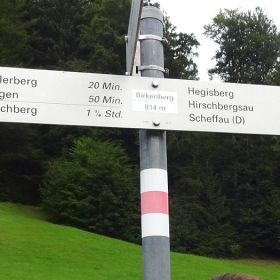 lerberg 20 Min.
gen 50 Min.
chberg 1 ¼ Std.
Birkenberg
814 m
Hegisberg
Hirschbergsau
Scheffau (D)